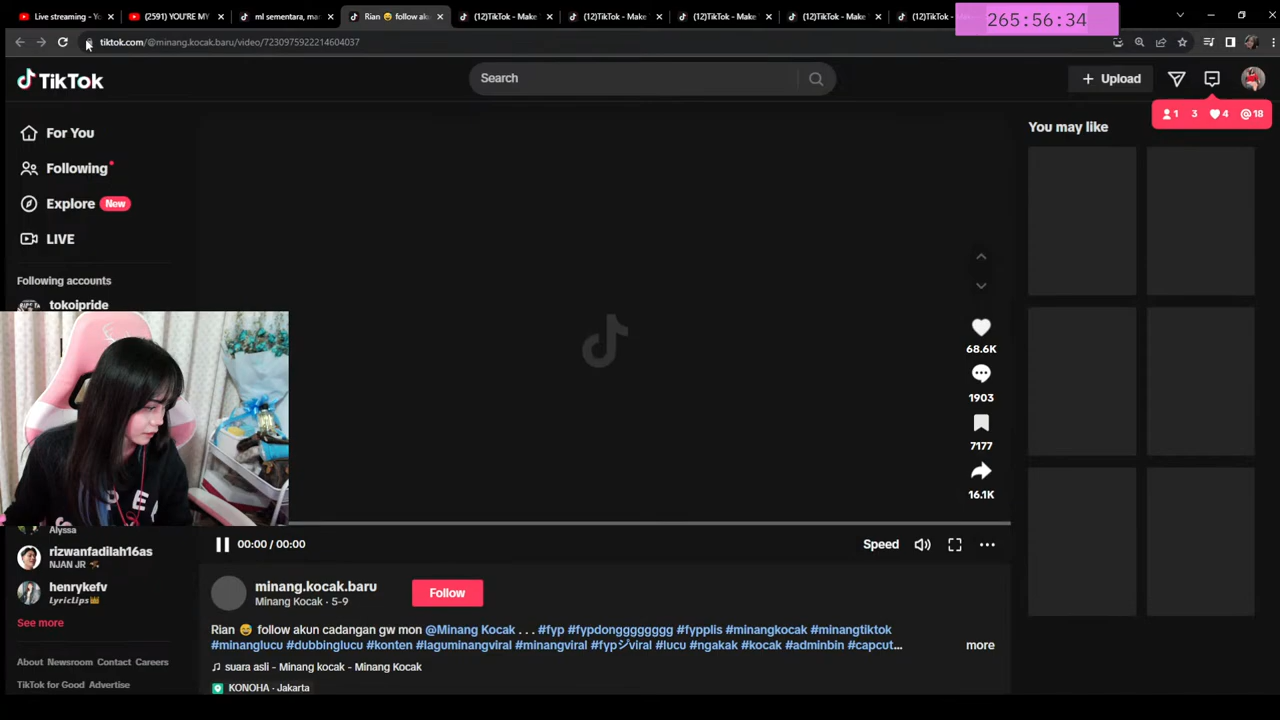 Live streaming - Yo
(2591) YOU'RE MY
ml sementara, ma
Rian 😅 follow aku
(12)TikTok - Make
(12)TikTok - Make
(12)TikTok - Make
(12)TikTok - Make
(12)TikTok -
265:56:34
tiktok.com/@minang.kocak.baru/video/7230975922214604037
TikTok
Search
Upload
1 3 4 @18
For You
Following
Explore New
LIVE
You may like
Following accounts
tokoipride
68.6K
1903
7177
16.1K
Alyssa
rizwanfadilah16as
NJAN JR
henrykefv
LyricLips
See more
00:00 / 00:00
Speed
minang.kocak.baru
Minang Kocak · 5-9
Follow
Rian 😅 follow akun cadangan gw mon @Minang Kocak . . . #fyp #fypdonggggggg #fypplis #minangkocak #minangtiktok
#minanglucu #dubbinglucu #konten #laguminangviral #minangviral #fypシviral #lucu #ngakak #kocak #adminbin #capcut...
more
♫ suara asli - Minang kocak - Minang Kocak
KONOHA · Jakarta
About Newsroom Contact Careers
TikTok for Good Advertise